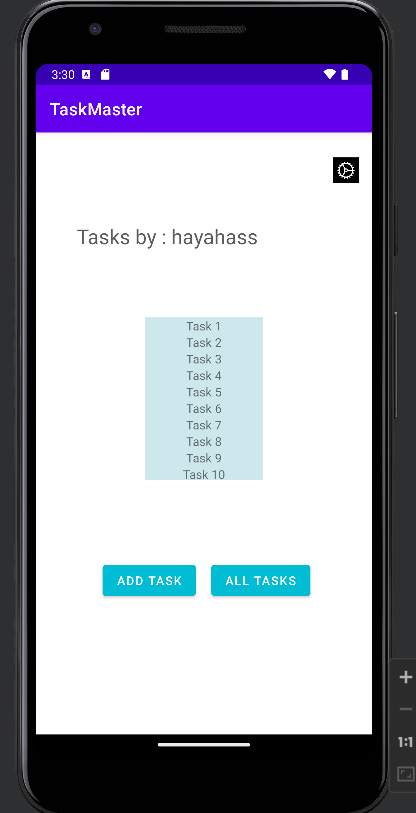 3:30
TaskMaster
Tasks by : hayahass
Task 1
Task 2
Task 3
Task 4
Task 5
Task 6
Task 7
Task 8
Task 9
Task 10
ADD TASK ALL TASKS
1:1